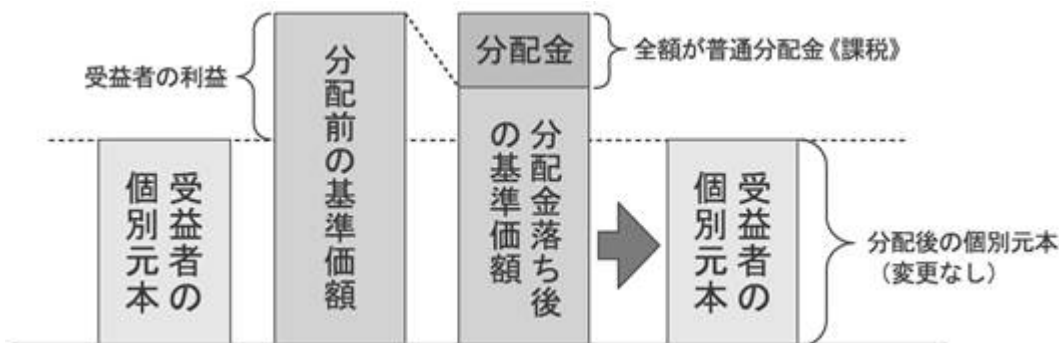 受益者の利益
受益者の
個別元本
分配前の基準価額
分配金
分配金落ち後
の基準価額
全額が普通分配金《課税》
受益者の
個別元本
分配後の個別元本
（変更なし）